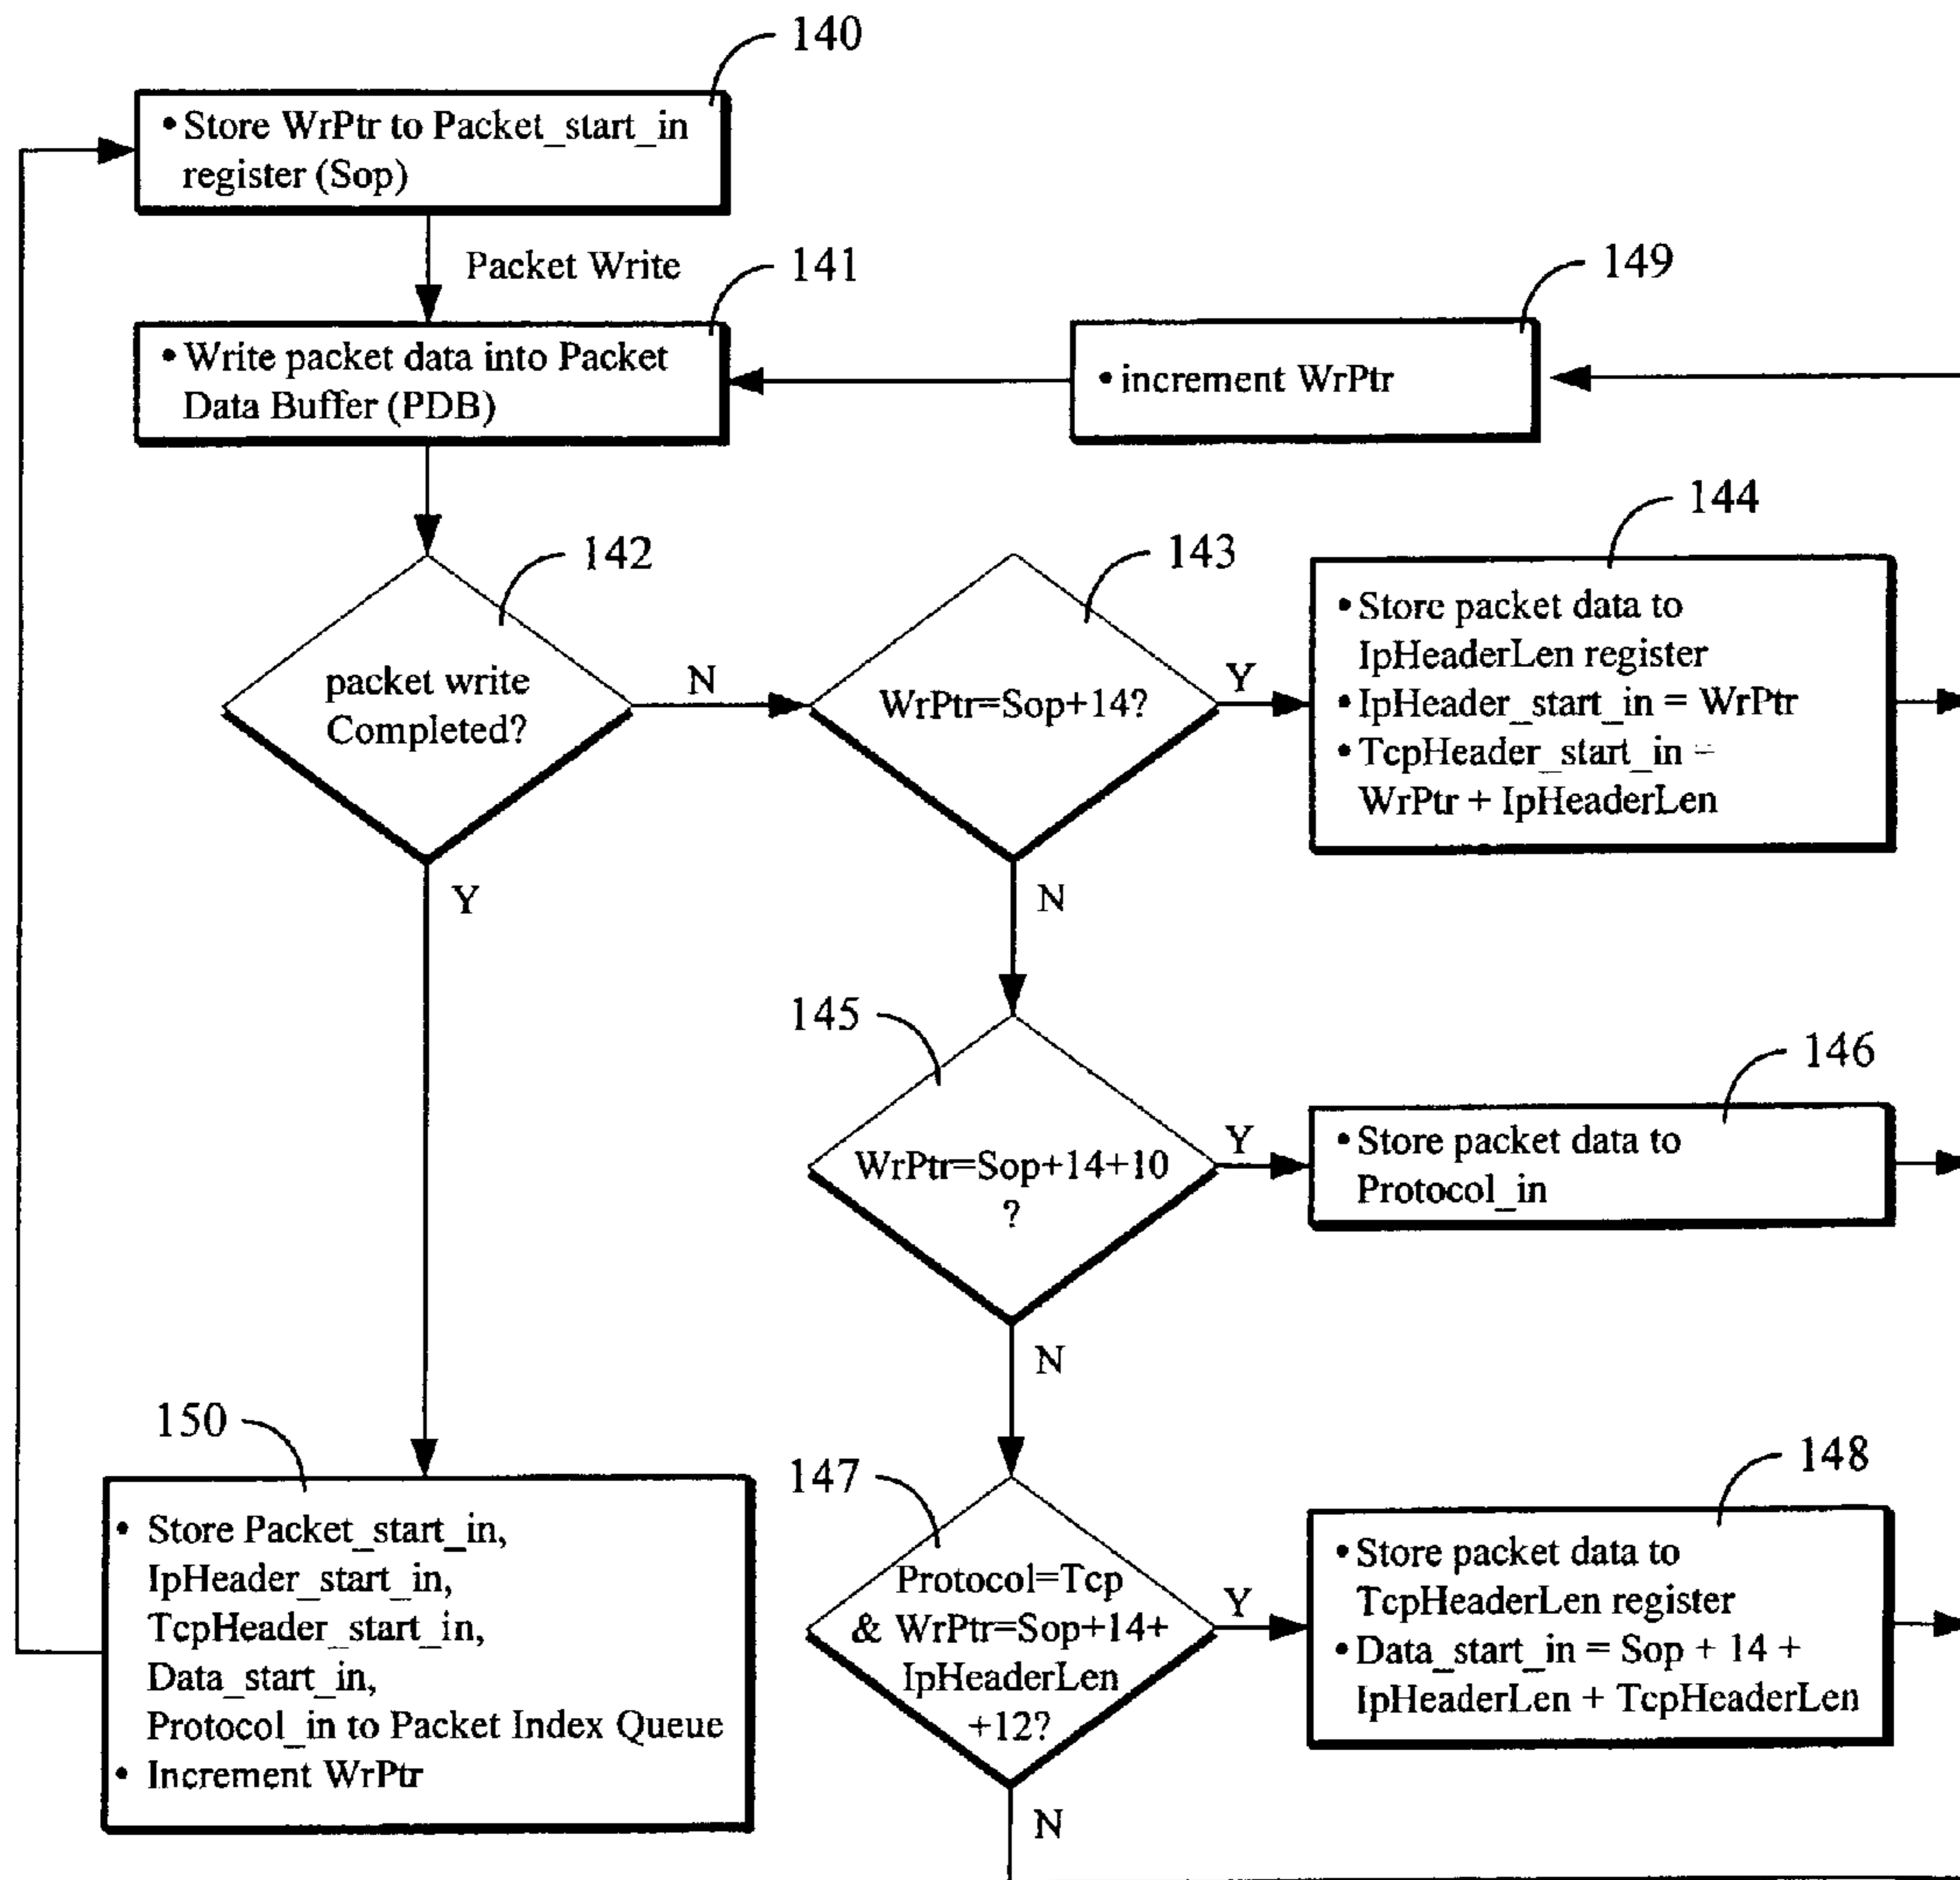 140
• Store WrPtr to Packet_start_in
register (Sop)
Packet Write
141
• Write packet data into Packet
Data Buffer (PDB)
149
• increment WrPtr
142
packet write
Completed?
N
Y
143
WrPtr=Sop+14?
Y
N
144
• Store packet data to
IpHeaderLen register
• IpHeader_start_in = WrPtr
• TcpHeader_start_in =
WrPtr + IpHeaderLen
145
WrPtr=Sop+14+10
?
Y
N
146
• Store packet data to
Protocol_in
147
Protocol=Tcp
& WrPtr=Sop+14+
IpHeaderLen
+12?
Y
N
148
• Store packet data to
TcpHeaderLen register
• Data_start_in = Sop + 14 +
IpHeaderLen + TcpHeaderLen
150
• Store Packet_start_in,
IpHeader_start_in,
TcpHeader_start_in,
Data_start_in,
Protocol_in to Packet Index Queue
• Increment WrPtr